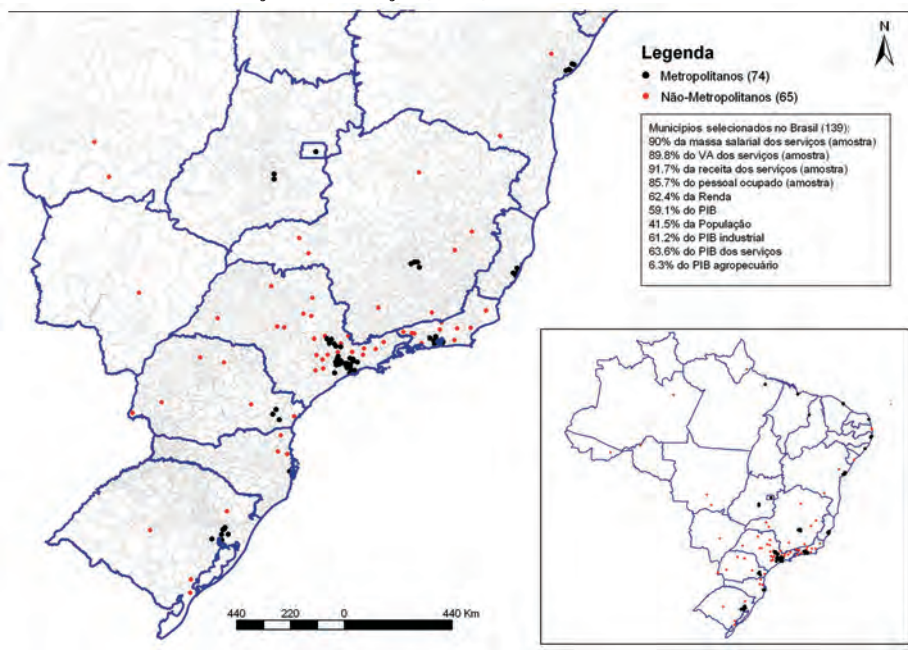 N
Legenda
Metropolitanos (74)
Não-Metropolitanos (65)
Municípios selecionados no Brasil (139):
90% da massa salarial dos serviços (amostra)
89.8% do VA dos serviços (amostra)
91.7% da receita dos serviços (amostra)
85.7% do pessoal ocupado (amostra)
62.4% da Renda
59.1% do PIB
41.5% da População
61.2% do PIB industrial
63.6% do PIB dos serviços
6.3% do PIB agropecuário
440 220 0 440 Km